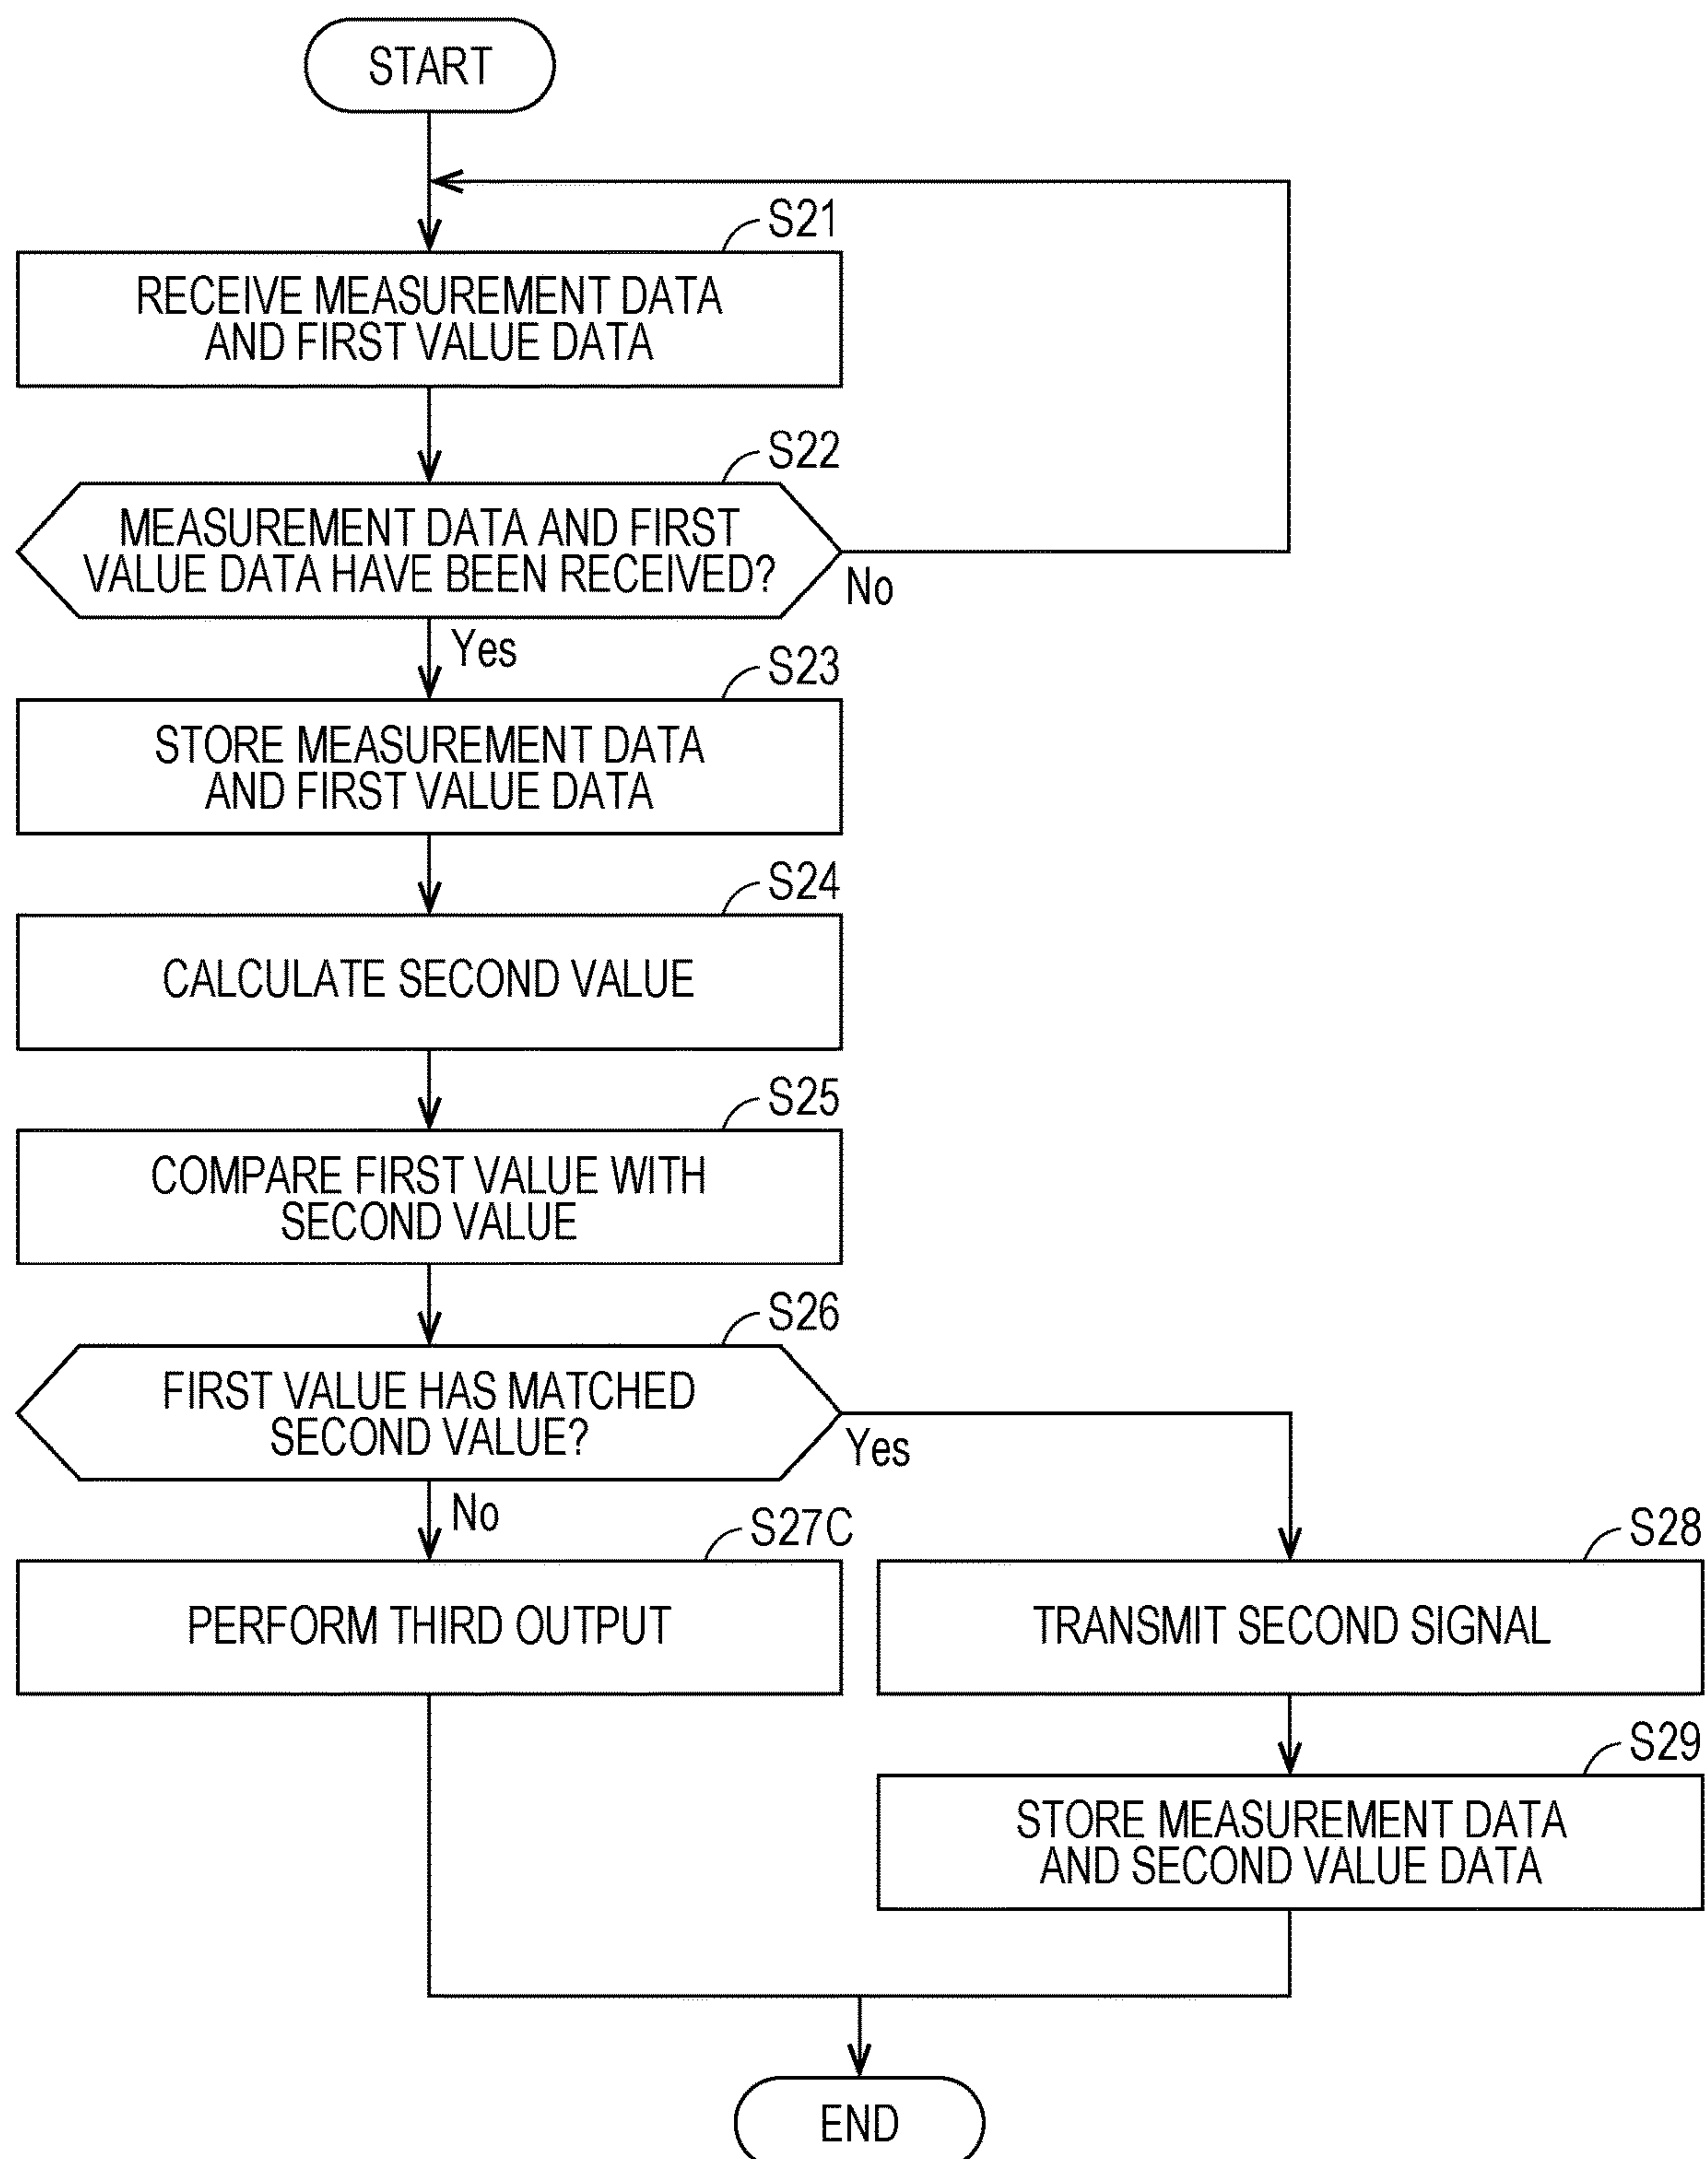 START
S21
RECEIVE MEASUREMENT DATA
AND FIRST VALUE DATA
S22
MEASUREMENT DATA AND FIRST
VALUE DATA HAVE BEEN RECEIVED?
No
Yes
S23
STORE MEASUREMENT DATA
AND FIRST VALUE DATA
S24
CALCULATE SECOND VALUE
S25
COMPARE FIRST VALUE WITH
SECOND VALUE
S26
FIRST VALUE HAS MATCHED
SECOND VALUE?
Yes
No
S27C
PERFORM THIRD OUTPUT
S28
TRANSMIT SECOND SIGNAL
S29
STORE MEASUREMENT DATA
AND SECOND VALUE DATA
END